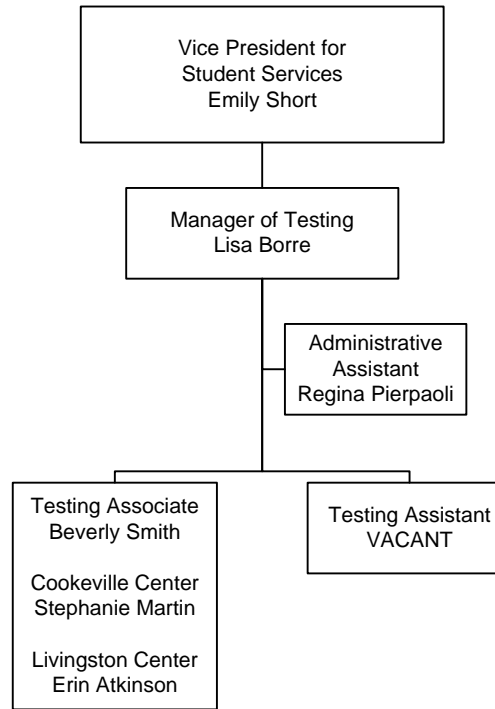 Vice President for
Student Services
Emily Short
Manager of Testing
Lisa Borre
Administrative
Assistant
Regina Pierpaoli
Testing Associate
Beverly Smith
Cookeville Center
Stephanie Martin
Livingston Center
Erin Atkinson
Testing Assistant
VACANT